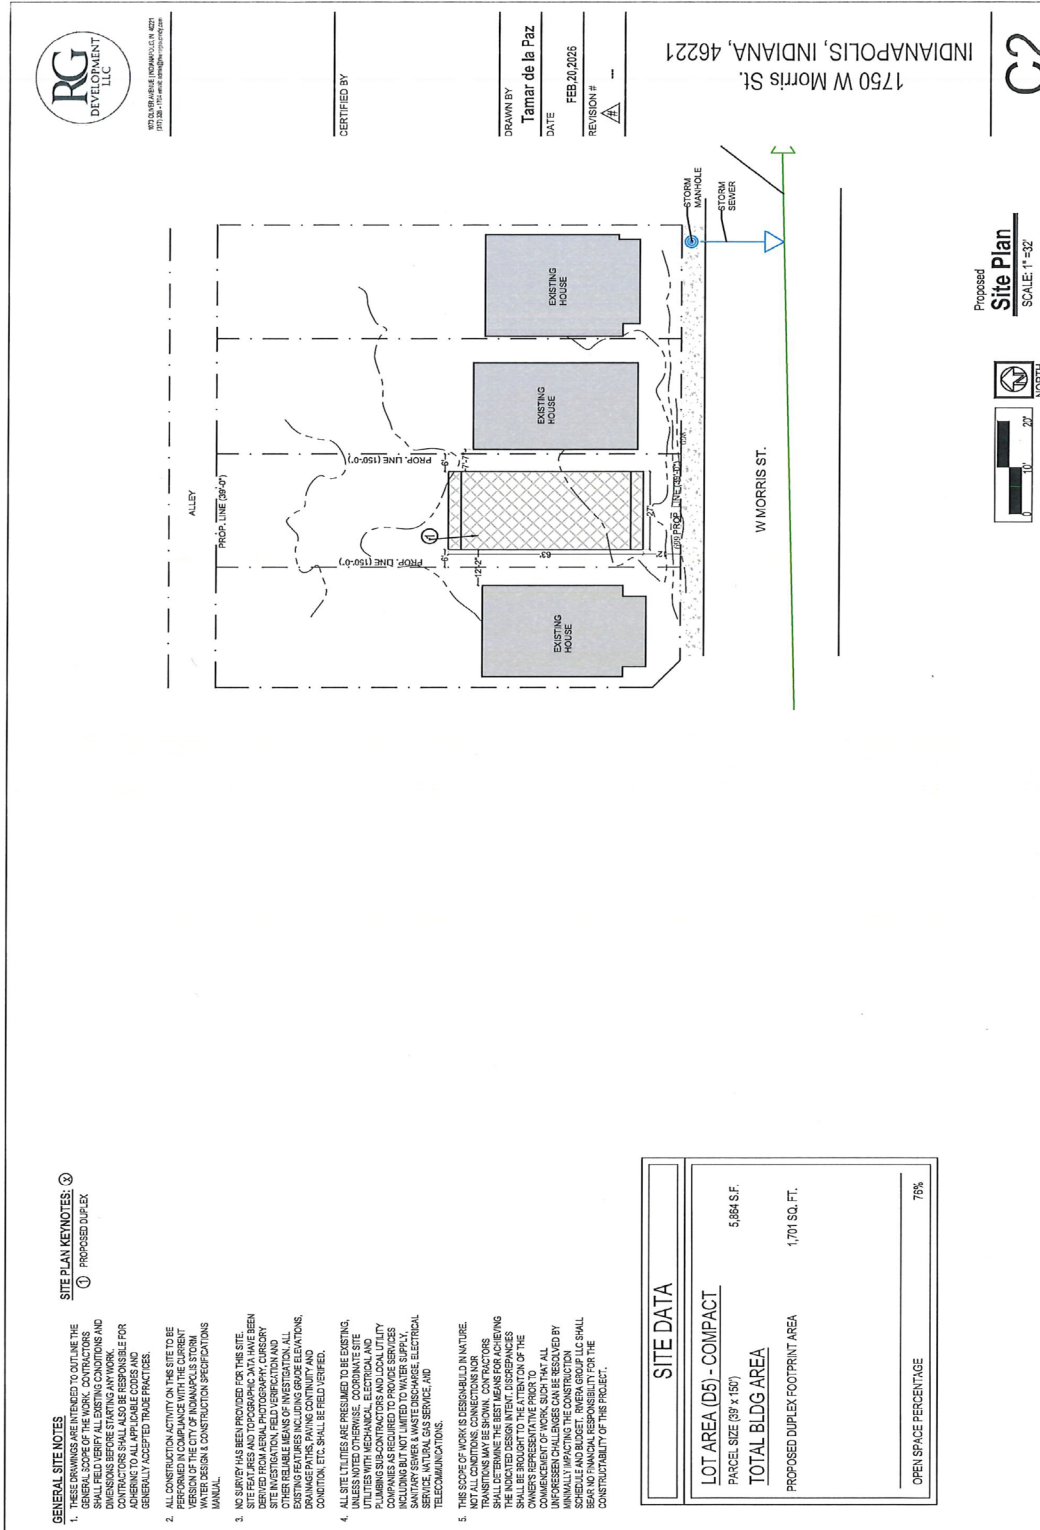 GENERAL SITE NOTES
1. THESE DRAWINGS ARE INTENDED TO OUTLINE THE
GENERAL SCOPE OF THE WORK. CONTRACTORS
SHALL FIELD VERIFY ALL EXISTING CONDITIONS AND
DIMENSIONS BEFORE STARTING ANY WORK.
CONTRACTORS SHALL ALSO BE RESPONSIBLE FOR
ADHERING TO ALL APPLICABLE CODES AND
GENERALLY ACCEPTED TRADE PRACTICES.
2. ALL CONSTRUCTION ACTIVITY ON THIS SITE TO BE
PERFORMED IN COMPLIANCE WITH THE CURRENT
VERSION OF THE CITY OF INDIANAPOLIS STORM
WATER DESIGN & CONSTRUCTION SPECIFICATIONS
MANUAL.
3. NO SURVEY HAS BEEN PROVIDED FOR THIS SITE.
SITE FEATURES AND TOPOGRAPHIC DATA HAVE BEEN
DERIVED FROM AERIAL PHOTOGRAPHY, CURSORY
SITE INVESTIGATION, FIELD VERIFICATION AND
OTHER RELIABLE MEANS OF INVESTIGATION. ALL
EXISTING FEATURES INCLUDING GRADE ELEVATIONS,
DRAINAGE PATHS, PAVING CONTINUITY AND
CONDITION, ETC. SHALL BE FIELD VERIFIED.
4. ALL SITE UTILITIES ARE PRESUMED TO BE EXISTING,
UNLESS NOTED OTHERWISE. COORDINATE SITE
UTILITIES WITH MECHANICAL, ELECTRICAL AND
PLUMBING SUB-CONTRACTORS AND LOCAL UTILITY
COMPANIES AS REQUIRED TO PROVIDE SERVICES
INCLUDING BUT NOT LIMITED TO WATER SUPPLY,
SANITARY SEWER & WASTE DISCHARGE, ELECTRICAL
SERVICE, NATURAL GAS SERVICE, AND
TELECOMMUNICATIONS.
5. THIS SCOPE OF WORK IS DESIGN-BUILD IN NATURE.
NOT ALL CONDITIONS, CONNECTIONS NOR
TRANSITIONS MAY BE SHOWN. CONTRACTORS
SHALL DETERMINE THE BEST MEANS FOR ACHIEVING
THE INDICATED DESIGN INTENT. DISCREPANCIES
SHALL BE BROUGHT TO THE ATTENTION OF THE
OWNER'S REPRESENTATIVE PRIOR TO
COMMENCEMENT OF WORK, SUCH THAT ALL
UNFORESEEN CHALLENGES CAN BE RESOLVED BY
MINIMALLY IMPACTING THE CONSTRUCTION
SCHEDULE AND BUDGET. RIVERA GROUP LLC SHALL
BEAR NO FINANCIAL RESPONSIBILITY FOR THE
CONSTRUCTABILITY OF THIS PROJECT.
SITE PLAN KEYNOTES: X
1 PROPOSED DUPLEX
SITE DATA
LOT AREA (D5) - COMPACT
PARCEL SIZE (39' x 150') 5,864 S.F.
TOTAL BLDG AREA
PROPOSED DUPLEX FOOTPRINT AREA 1,701 SQ. FT.
OPEN SPACE PERCENTAGE 76%
ALLEY
PROP. LINE (39'-0")
PROP. LINE (150'-0")
PROP. LINE (150'-0")
6'
6'
7'-7"
12'-2"
1
63'
27'
12'
PROP. LINE (39'-0")
EXISTING
HOUSE
EXISTING
HOUSE
EXISTING
HOUSE
STORM
MANHOLE
STORM
SEWER
W MORRIS ST.
0 10' 20'
N
NORTH
Proposed
Site Plan
SCALE: 1" =32'
RG
DEVELOPMENT
LLC
CERTIFIED BY
DRAWN BY
Tamar de la Paz
DATE
FEB,20,2026
REVISION #
# ---
1750 W Morris St.
INDIANAPOLIS, INDIANA, 46221
C2